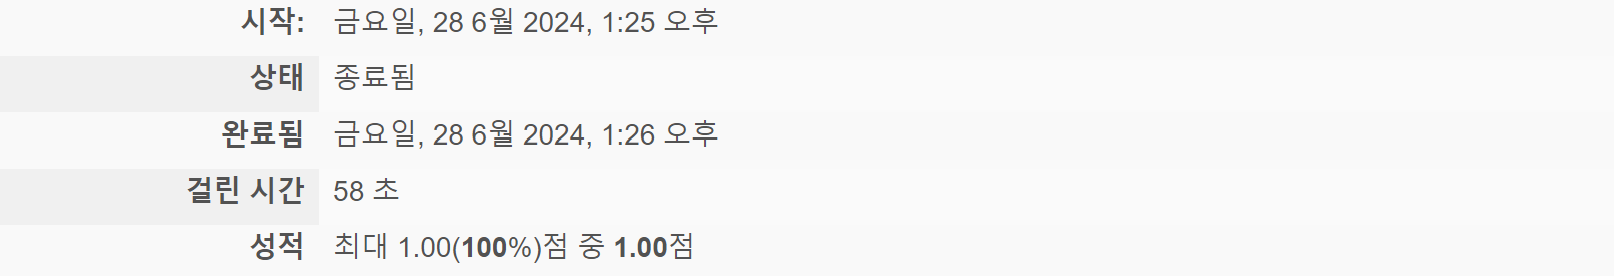 시작: 금요일, 28 6월 2024, 1:25 오후
상태 종료됨
완료됨 금요일, 28 6월 2024, 1:26 오후
걸린 시간 58 초
성적 최대 1.00(100%)점 중 1.00점